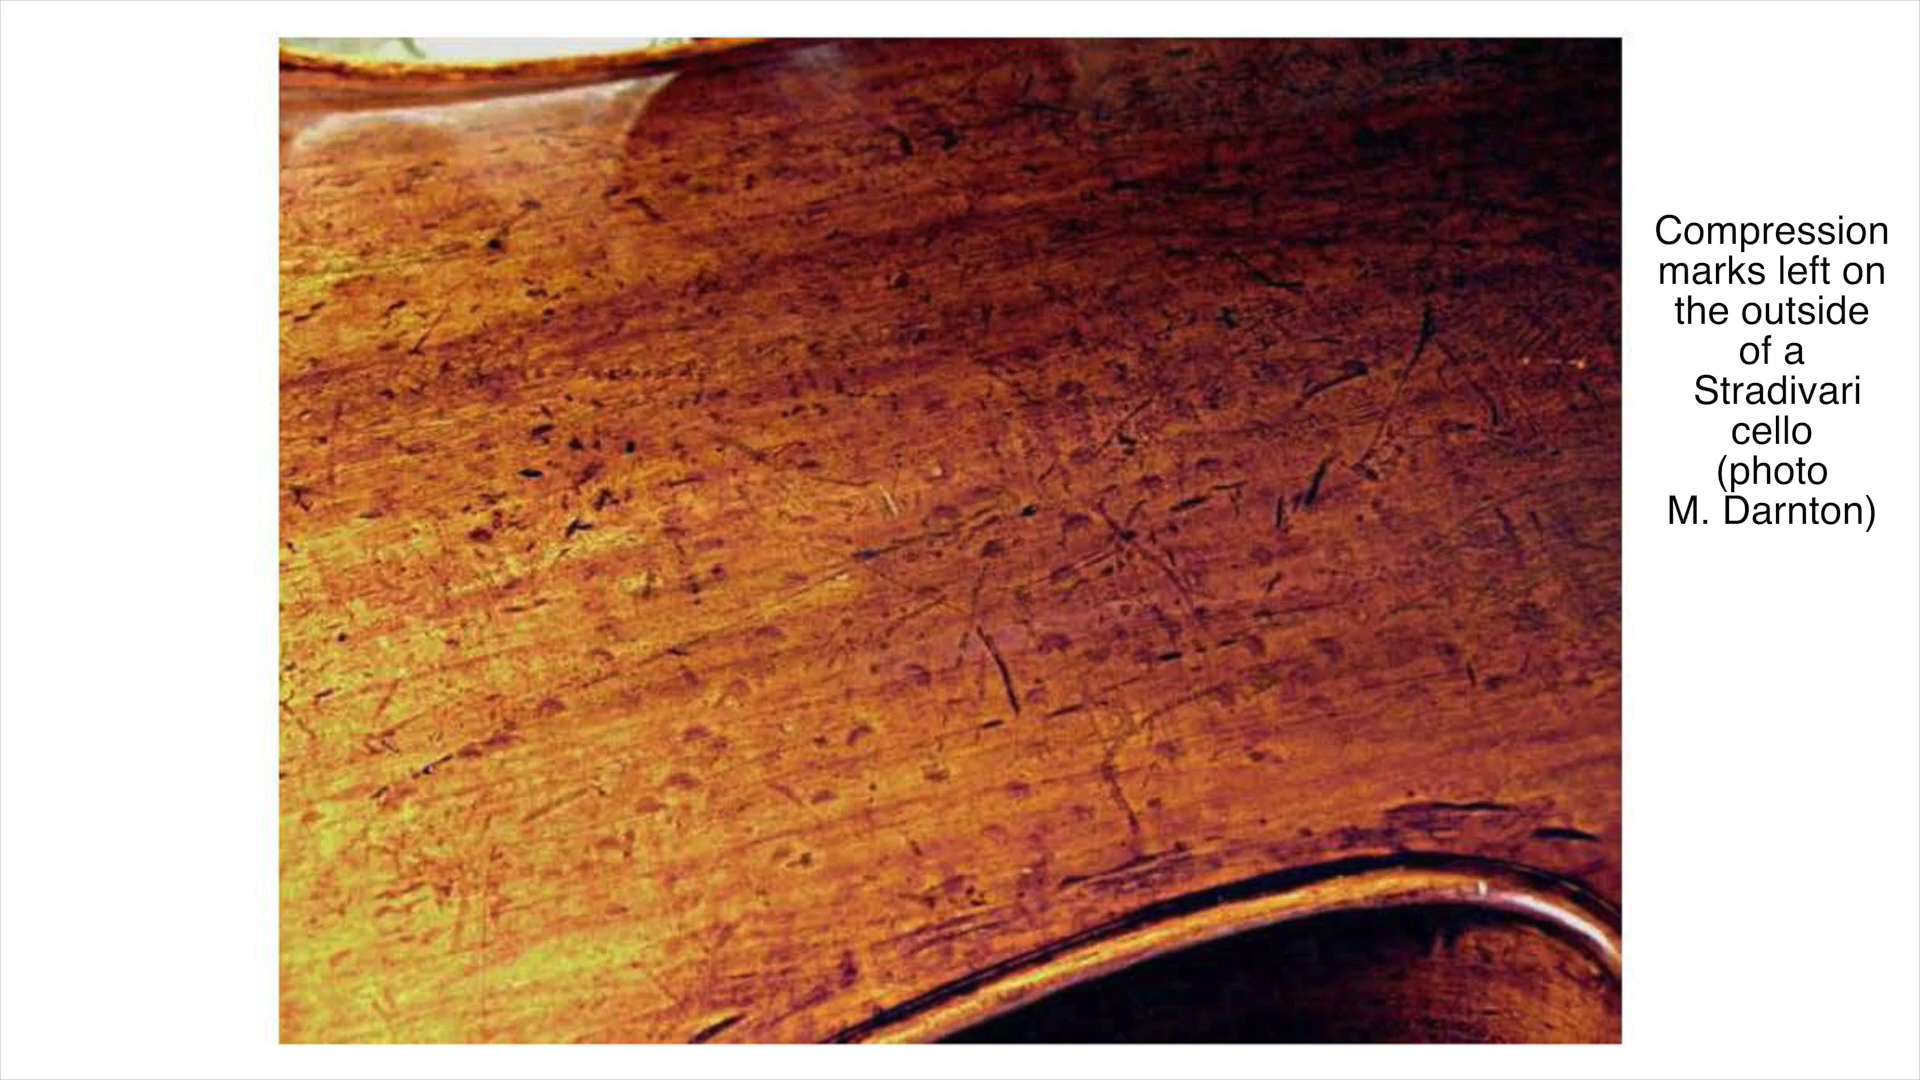 Compression
marks left on
the outside
of a
Stradivari
cello
(photo
M. Darnton)